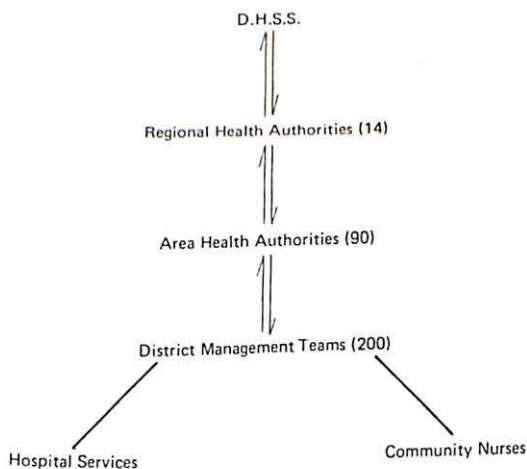 D.H.S.S.
Regional Health Authorities (14)
Area Health Authorities (90)
District Management Teams (200)
Hospital Services
Community Nurses